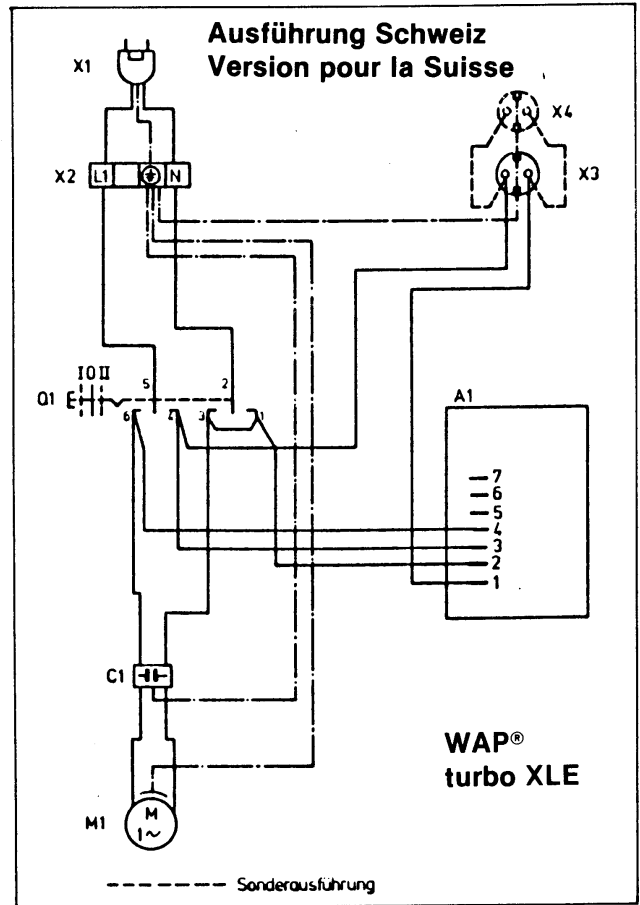 Ausführung Schweiz
Version pour la Suisse
X1
X4
X2 L1 N
X3
I O II
5 2
Q1
6 4 3 1
A1
7
6
5
4
3
2
1
C1
WAP®
turbo XLE
M1
M
1~
Sonderausführung